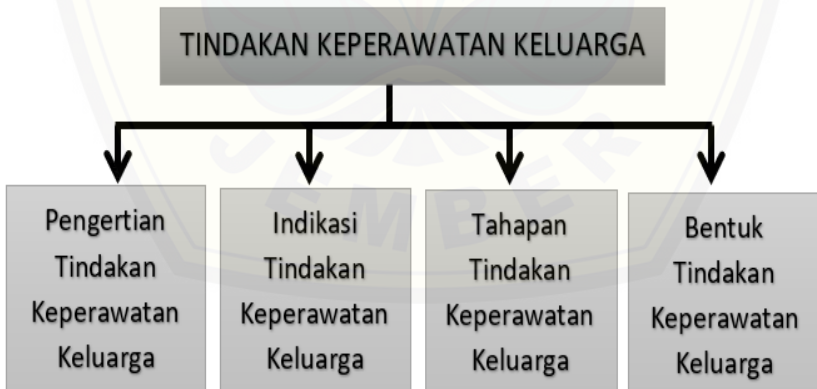 TINDAKAN KEPERAWATAN KELUARGA
Pengertian
Tindakan
Keperawatan
Keluarga
Indikasi
Tindakan
Keperawatan
Keluarga
Tahapan
Tindakan
Keperawatan
Keluarga
Bentuk
Tindakan
Keperawatan
Keluarga
JEMBER